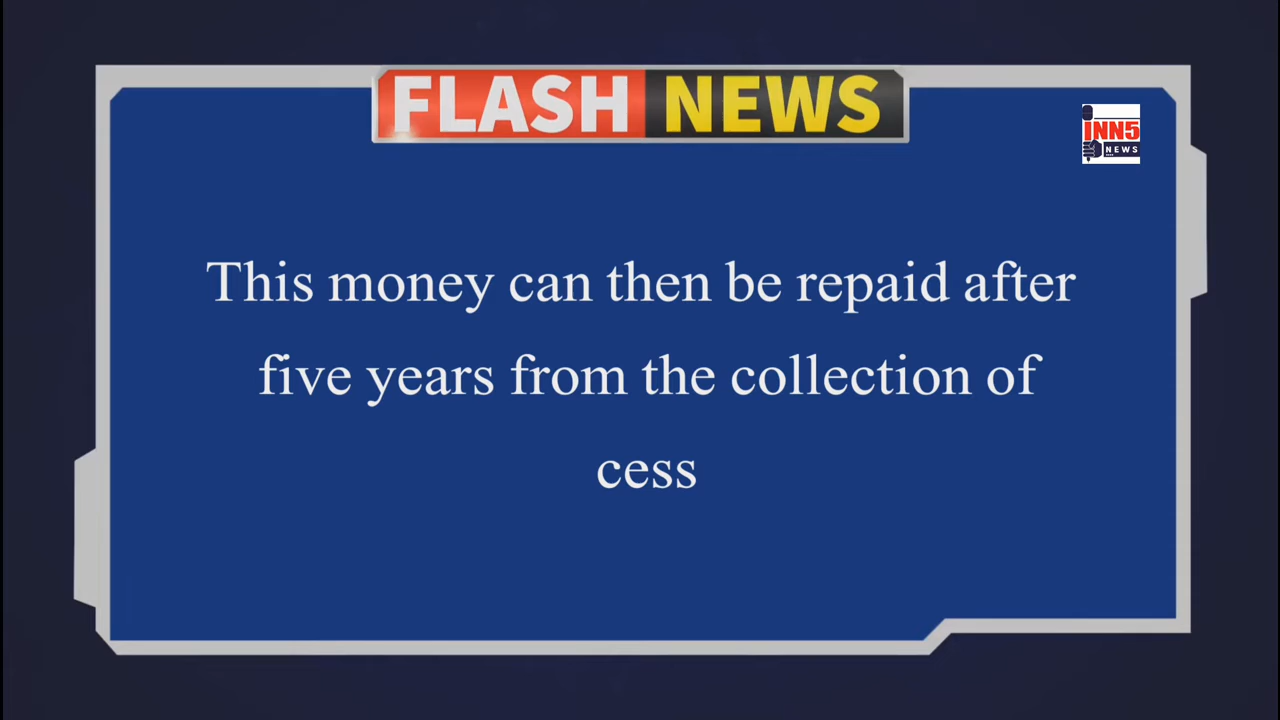 FLASH NEWS
INN5
NEWS
This money can then be repaid after
five years from the collection of
cess